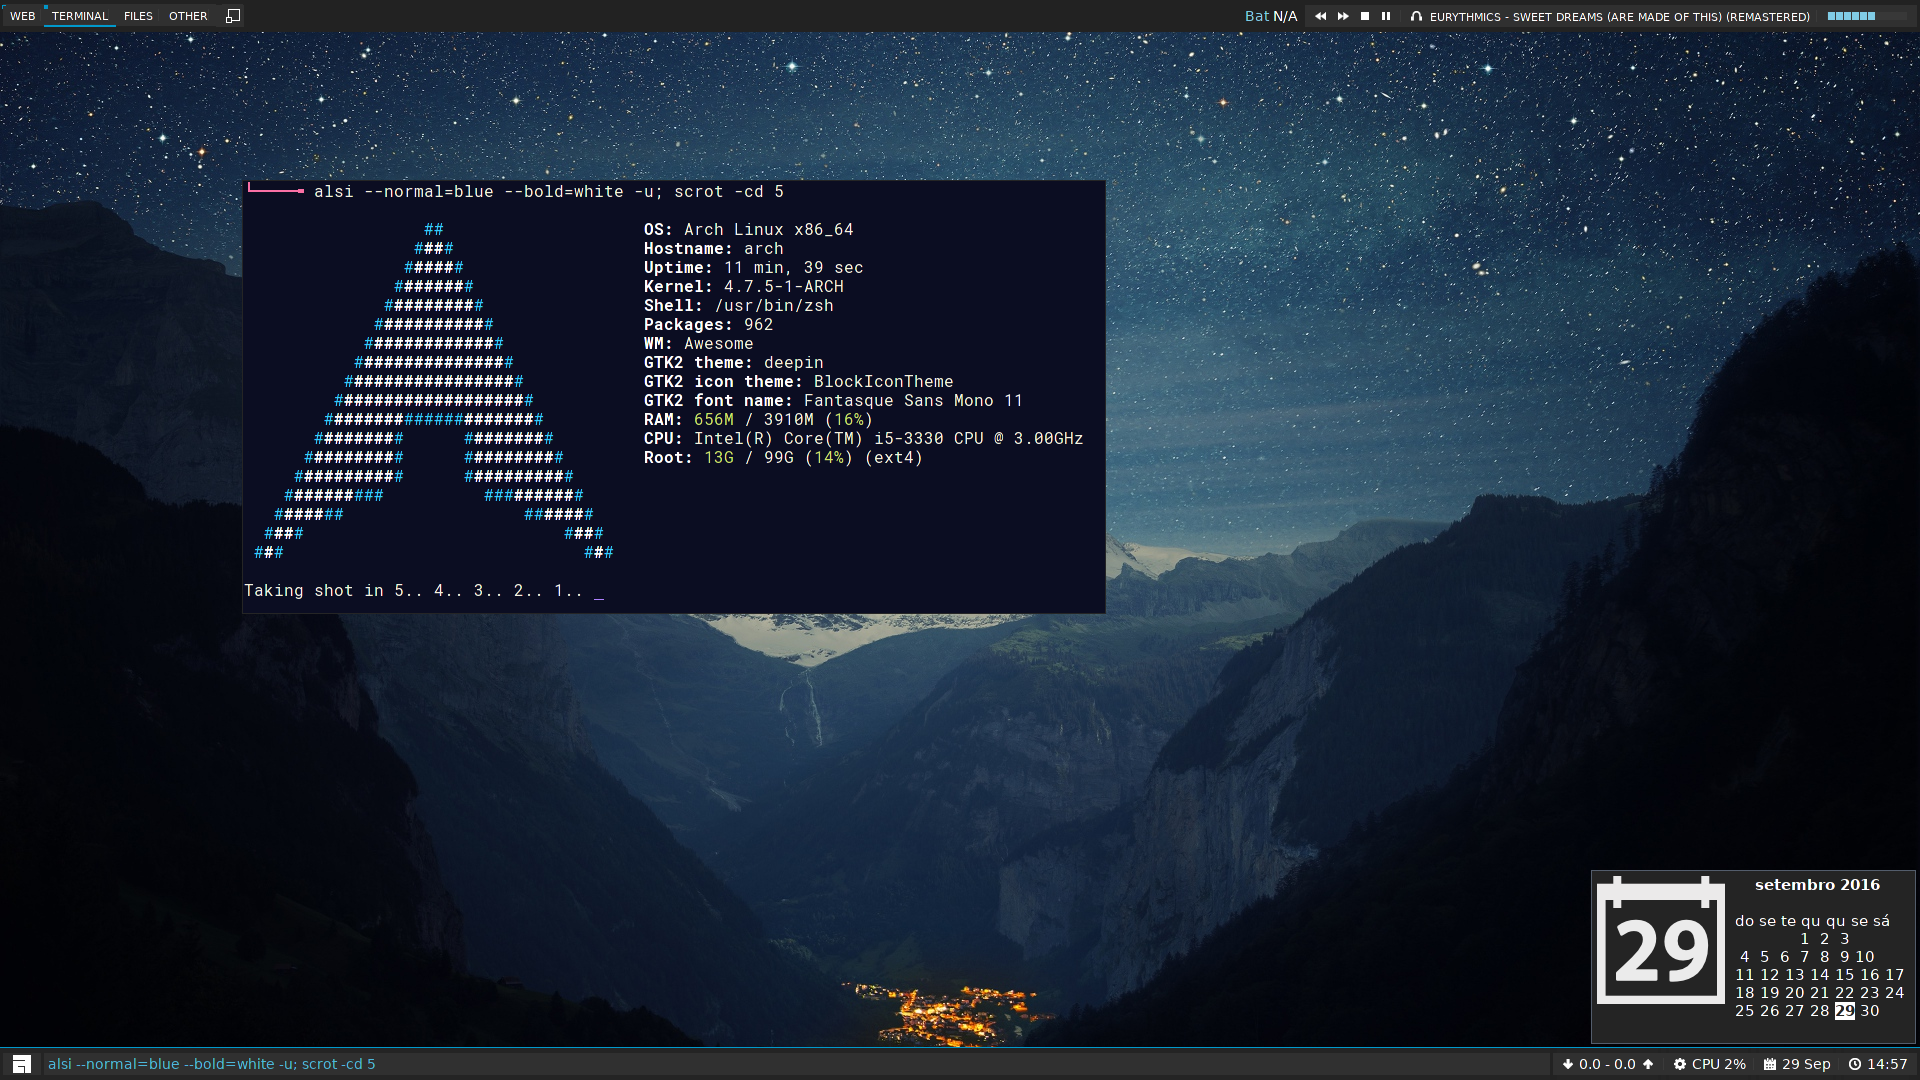 WEB TERMINAL FILES OTHER
Bat N/A
EURYTHMICS - SWEET DREAMS (ARE MADE OF THIS) (REMASTERED)
alsi --normal=blue --bold=white -u; scrot -cd 5
##
####
######
########
##########
############
##############
################
##################
####################
######################
#########      #########
##########      ##########
###########      ###########
##########          ##########
#######                  #######
####                          ####
###                              ###
OS: Arch Linux x86_64
Hostname: arch
Uptime: 11 min, 39 sec
Kernel: 4.7.5-1-ARCH
Shell: /usr/bin/zsh
Packages: 962
WM: Awesome
GTK2 theme: deepin
GTK2 icon theme: BlockIconTheme
GTK2 font name: Fantasque Sans Mono 11
RAM: 656M / 3910M (16%)
CPU: Intel(R) Core(TM) i5-3330 CPU @ 3.00GHz
Root: 13G / 99G (14%) (ext4)
Taking shot in 5.. 4.. 3.. 2.. 1.. _
29
setembro 2016
do se te qu qu se sá
1 2 3
4 5 6 7 8 9 10
11 12 13 14 15 16 17
18 19 20 21 22 23 24
25 26 27 28 29 30
alsi --normal=blue --bold=white -u; scrot -cd 5
0.0 - 0.0
CPU 2%
29 Sep
14:57